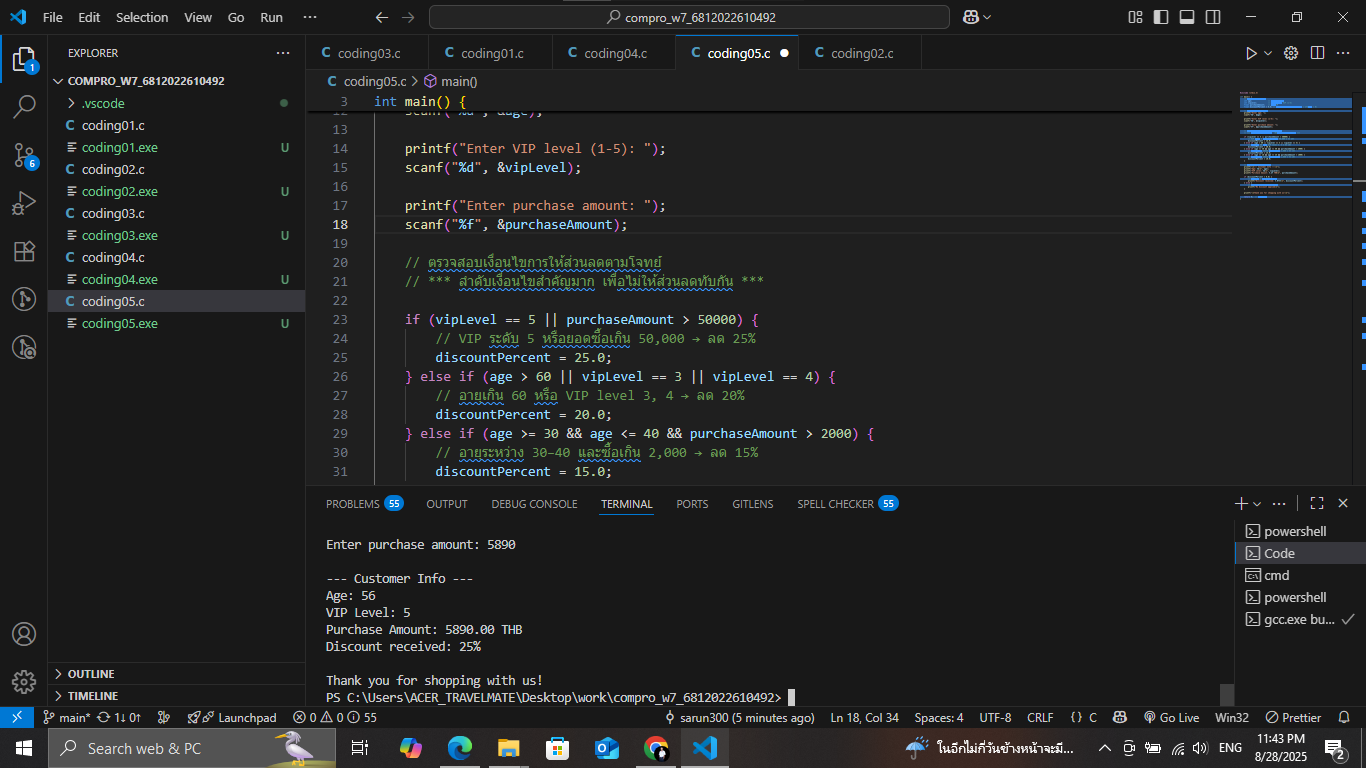 File Edit Selection View Go Run ··· compro_w7_6812022610492
EXPLORER ···
COMPRO_W7_6812022610492
.vscode
C coding01.c
coding01.exe U
C coding02.c
coding02.exe U
C coding03.c
coding03.exe U
C coding04.c
coding04.exe U
C coding05.c
coding05.exe U
OUTLINE
TIMELINE
1
6
C coding03.c C coding01.c C coding04.c C coding05.c ● C coding02.c
C coding05.c > main()
3 int main() {
12 scanf("%d", &age);
13
14 printf("Enter VIP level (1-5): ");
15 scanf("%d", &vipLevel);
16
17 printf("Enter purchase amount: ");
18 scanf("%f", &purchaseAmount);
19
20 // ตรวจสอบเงื่อนไขการให้ส่วนลดตามโจทย์
21 // *** ลำดับเงื่อนไขสำคัญมาก เพื่อไม่ให้ส่วนลดทับกัน ***
22
23 if (vipLevel == 5 || purchaseAmount > 50000) {
24 // VIP ระดับ 5 หรือยอดซื้อเกิน 50,000 → ลด 25%
25 discountPercent = 25.0;
26 } else if (age > 60 || vipLevel == 3 || vipLevel == 4) {
27 // อายุเกิน 60 หรือ VIP level 3, 4 → ลด 20%
28 discountPercent = 20.0;
29 } else if (age >= 30 && age <= 40 && purchaseAmount > 2000) {
30 // อายุระหว่าง 30–40 และซื้อเกิน 2,000 → ลด 15%
31 discountPercent = 15.0;
PROBLEMS 55 OUTPUT DEBUG CONSOLE TERMINAL PORTS GITLENS SPELL CHECKER 55
Enter purchase amount: 5890
--- Customer Info ---
Age: 56
VIP Level: 5
Purchase Amount: 5890.00 THB
Discount received: 25%
Thank you for shopping with us!
PS C:\Users\ACER_TRAVELMATE\Desktop\work\compro_w7_6812022610492>
powershell
Code
cmd
powershell
gcc.exe bu...
main* 1↓ 0↑ Launchpad 0 0 55 sarun300 (5 minutes ago) Ln 18, Col 34 Spaces: 4 UTF-8 CRLF {} C Go Live Win32 Prettier
Search web & PC ในอีกไม่กี่วันข้างหน้าจะมี... ENG 11:43 PM
8/28/2025 2